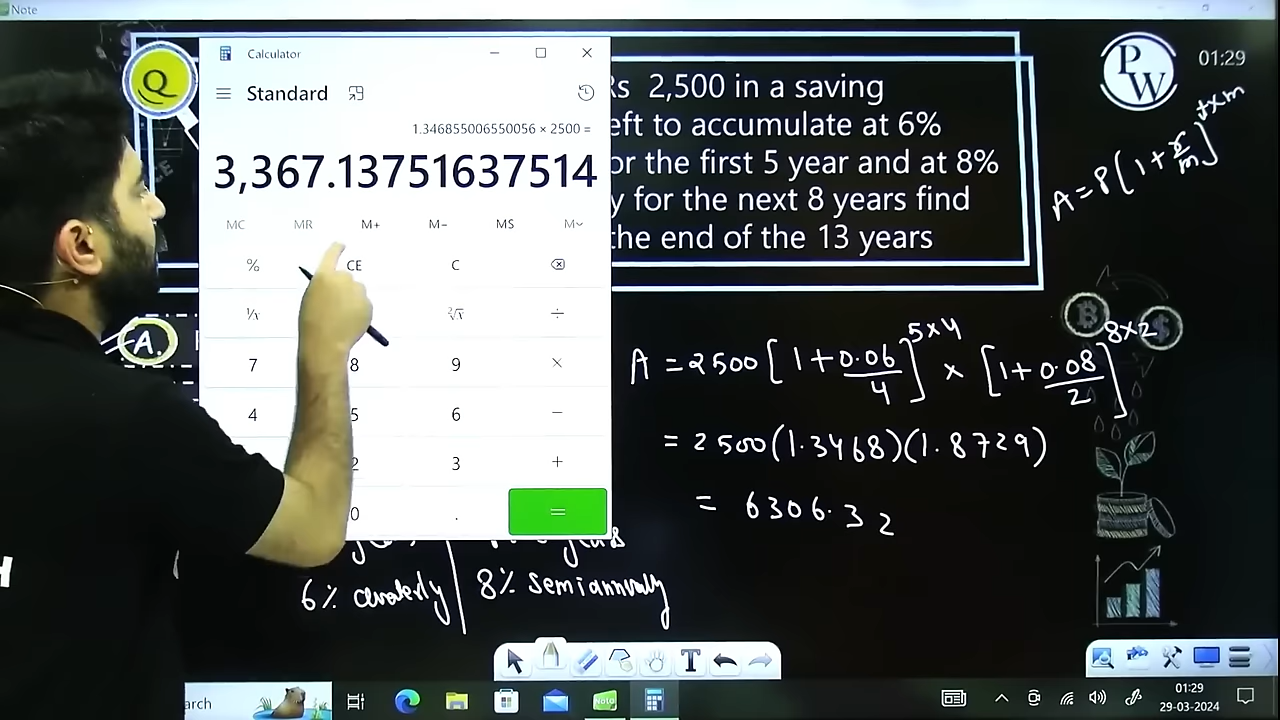 Note
Calculator
Standard
1.346855006550056 × 2500 =
3,367.13751637514
MC MR M+ M- MS M
% CE C
¹/x ²√x ÷
7 8 9 ×
4 5 6 −
2 3 +
0 . =
Q
Rs 2,500 in a saving
eft to accumulate at 6%
or the first 5 year and at 8%
y for the next 8 years find
the end of the 13 years
P
W
01:29
A = P[1 + r/m]^t×m
A.
A = 2500 [1 + 0.06/4]^5×4 × [1 + 0.08/2]^8×2
= 2500 (1.3468)(1.8729)
= 6306.32
6%
8% semiannually
T
arch
Note
01:29
29-03-2024